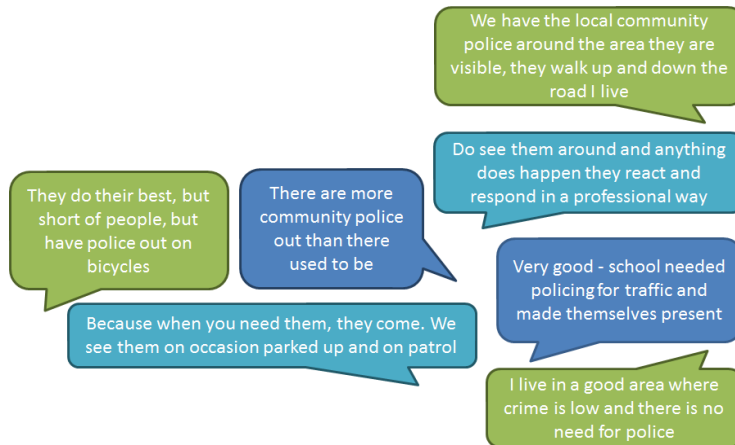 We have the local community
police around the area they are
visible, they walk up and down the
road I live
Do see them around and anything
does happen they react and
respond in a professional way
They do their best, but
short of people, but
have police out on
bicycles
There are more
community police
out than there
used to be
Very good - school needed
policing for traffic and
made themselves present
Because when you need them, they come. We
see them on occasion parked up and on patrol
I live in a good area where
crime is low and there is no
need for police